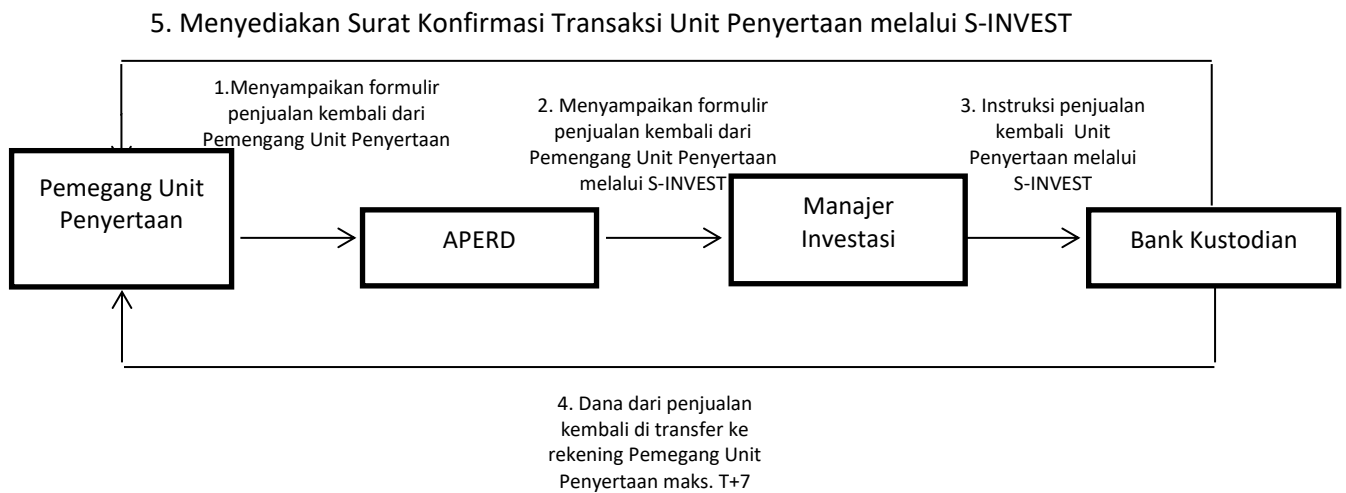 5. Menyediakan Surat Konfirmasi Transaksi Unit Penyertaan melalui S-INVEST
1.Menyampaikan formulir
penjualan kembali dari
Pemengang Unit Penyertaan
2. Menyampaikan formulir
penjualan kembali dari
Pemengang Unit Penyertaan
melalui S-INVEST
3. Instruksi penjualan
kembali Unit
Penyertaan melalui
S-INVEST
Pemegang Unit
Penyertaan
APERD
Manajer
Investasi
Bank Kustodian
4. Dana dari penjualan
kembali di transfer ke
rekening Pemegang Unit
Penyertaan maks. T+7